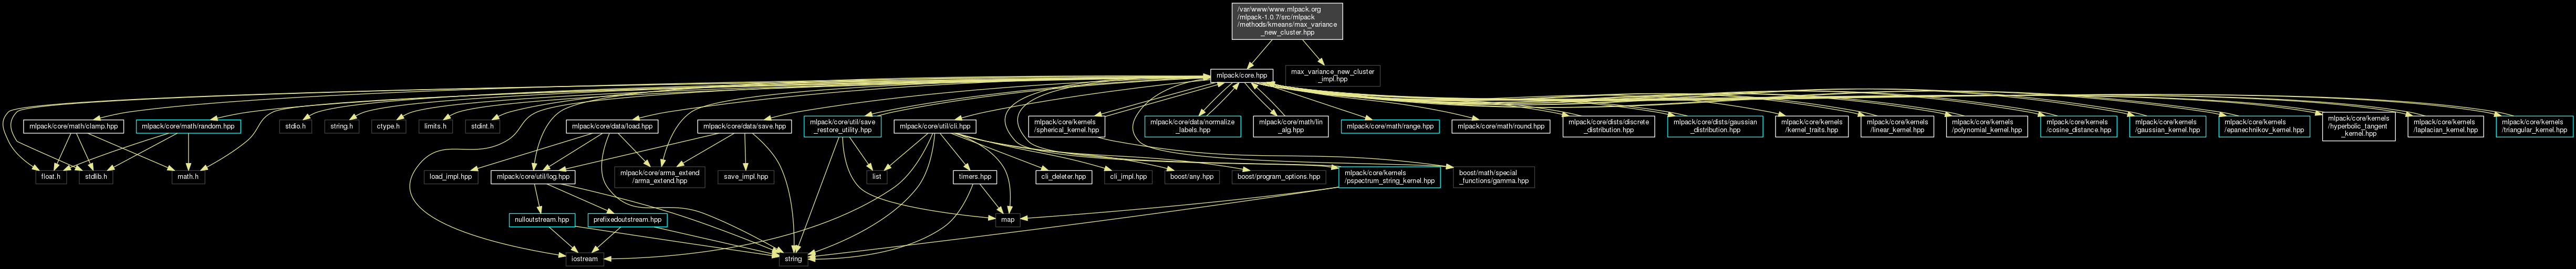 /var/www/www.mlpack.org
/mlpack-1.0.7/src/mlpack
/methods/kmeans/max_variance
_new_cluster.hpp
mlpack/core.hpp
max_variance_new_cluster
_impl.hpp
mlpack/core/math/clamp.hpp
mlpack/core/math/random.hpp
stdio.h
string.h
ctype.h
limits.h
stdint.h
mlpack/core/data/load.hpp
mlpack/core/data/save.hpp
mlpack/core/util/save
_restore_utility.hpp
mlpack/core/util/cli.hpp
mlpack/core/kernels
/spherical_kernel.hpp
mlpack/core/data/normalize
_labels.hpp
mlpack/core/math/lin
_alg.hpp
mlpack/core/math/range.hpp
mlpack/core/math/round.hpp
mlpack/core/dists/discrete
_distribution.hpp
mlpack/core/dists/gaussian
_distribution.hpp
mlpack/core/kernels
/kernel_traits.hpp
mlpack/core/kernels
/linear_kernel.hpp
mlpack/core/kernels
/polynomial_kernel.hpp
mlpack/core/kernels
/cosine_distance.hpp
mlpack/core/kernels
/gaussian_kernel.hpp
mlpack/core/kernels
/epanechnikov_kernel.hpp
mlpack/core/kernels
/hyperbolic_tangent
_kernel.hpp
mlpack/core/kernels
/laplacian_kernel.hpp
mlpack/core/kernels
/triangular_kernel.hpp
float.h
stdlib.h
math.h
load_impl.hpp
mlpack/core/util/log.hpp
mlpack/core/arma_extend
/arma_extend.hpp
save_impl.hpp
list
timers.hpp
cli_deleter.hpp
cli_impl.hpp
boost/any.hpp
boost/program_options.hpp
mlpack/core/kernels
/pspectrum_string_kernel.hpp
boost/math/special
_functions/gamma.hpp
nulloutstream.hpp
prefixedoutstream.hpp
map
iostream
string